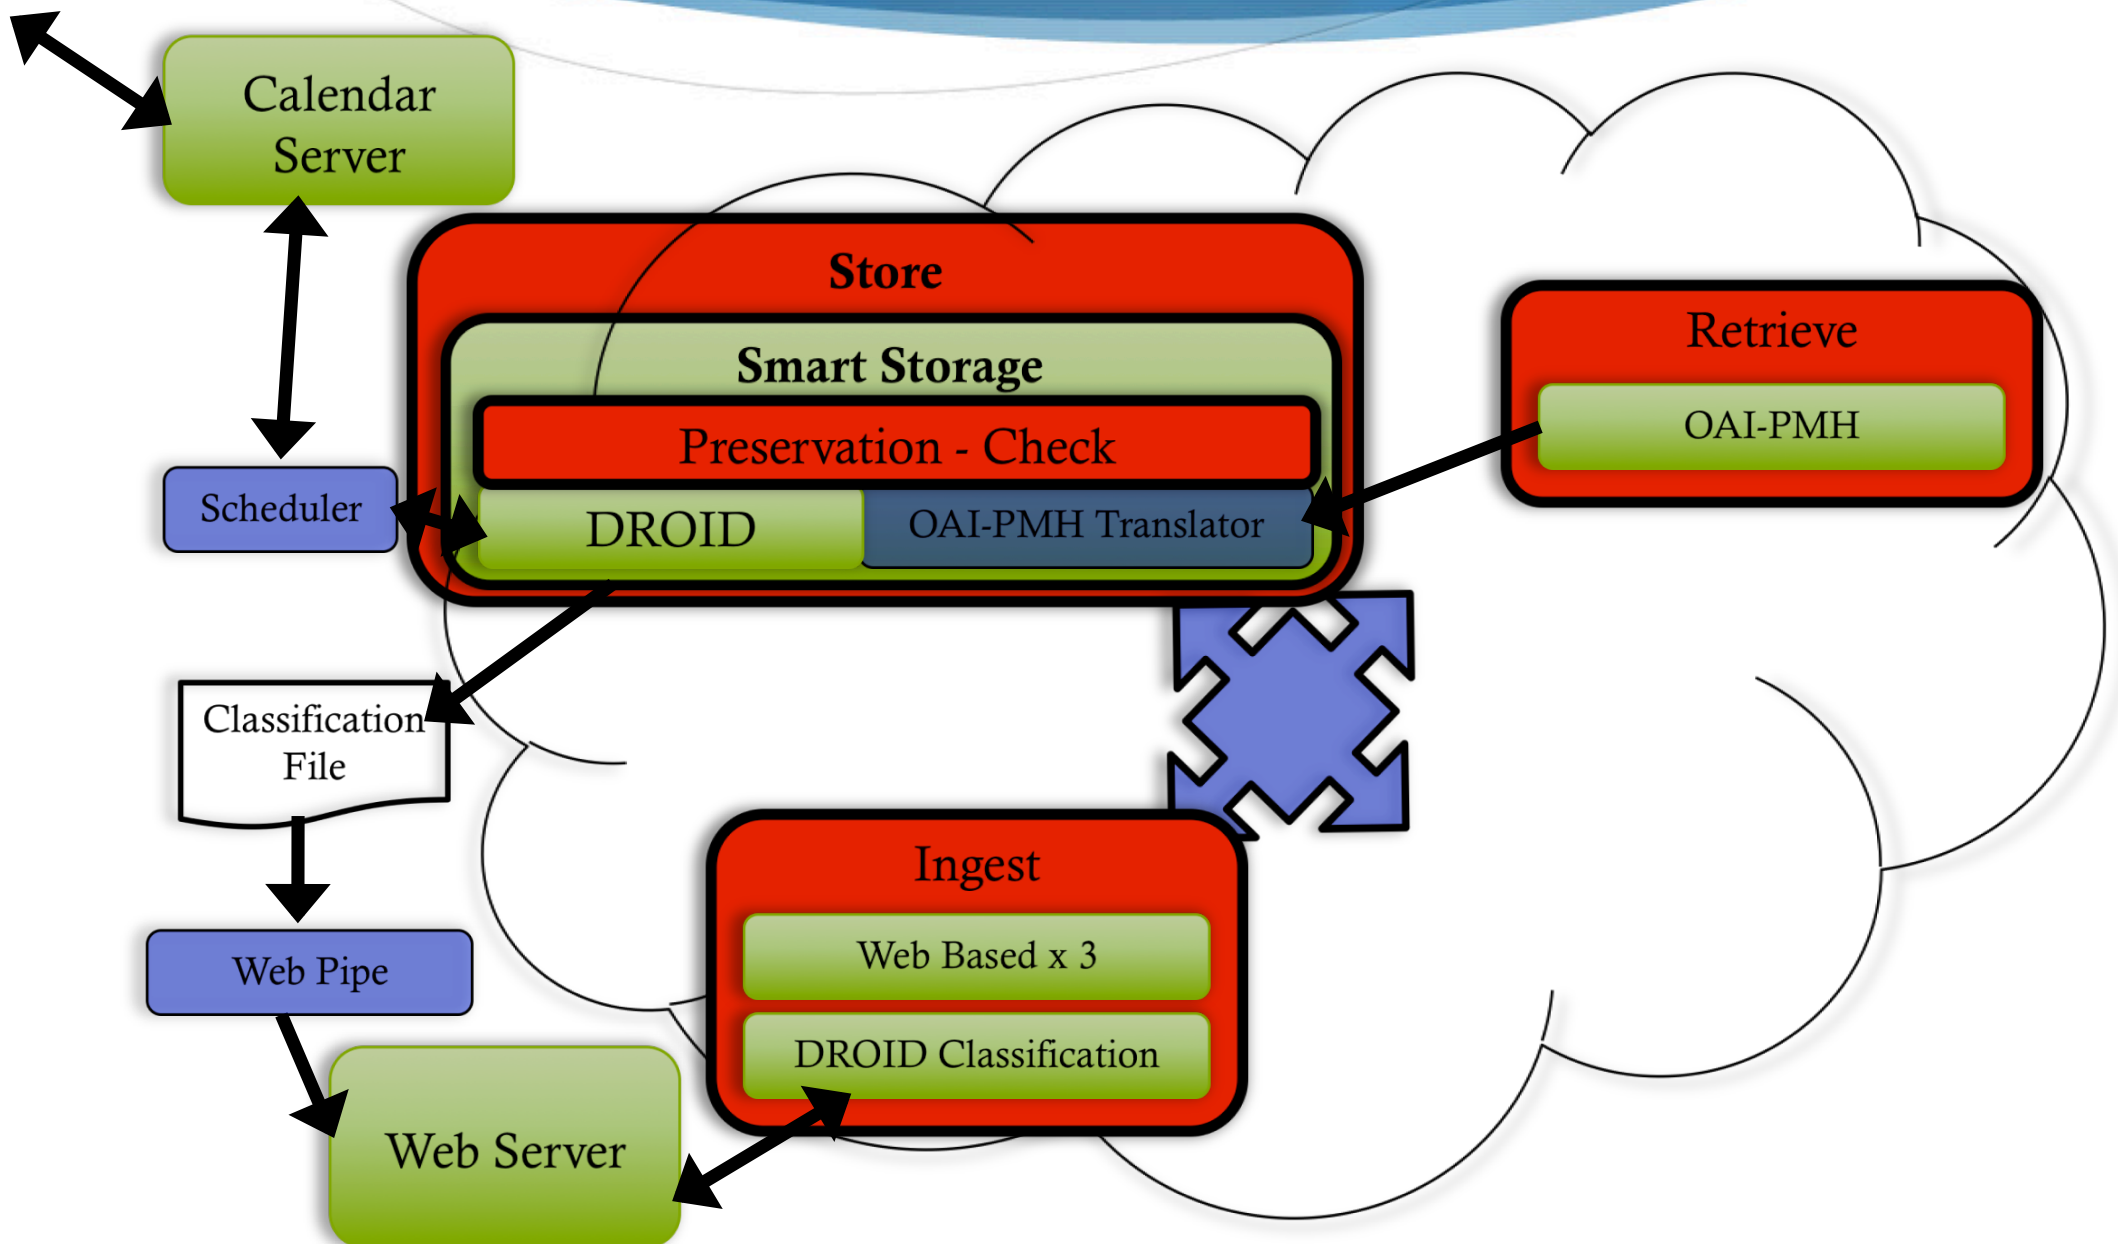 Calendar
Server
Store
Smart Storage
Preservation - Check
DROID
OAI-PMH Translator
Retrieve
OAI-PMH
Scheduler
Classification
File
Web Pipe
Web Server
Ingest
Web Based x 3
DROID Classification